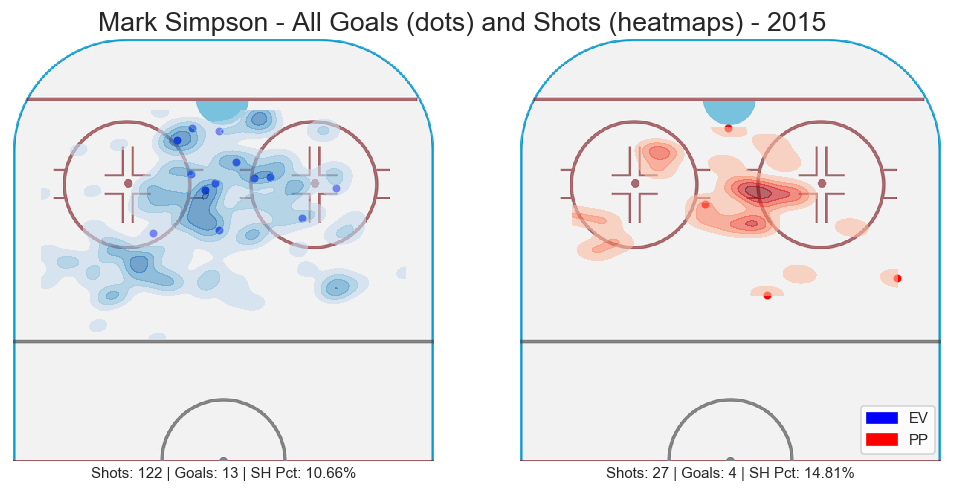 Mark Simpson - All Goals (dots) and Shots (heatmaps) - 2015
EV
PP
Shots: 122 | Goals: 13 | SH Pct: 10.66%
Shots: 27 | Goals: 4 | SH Pct: 14.81%